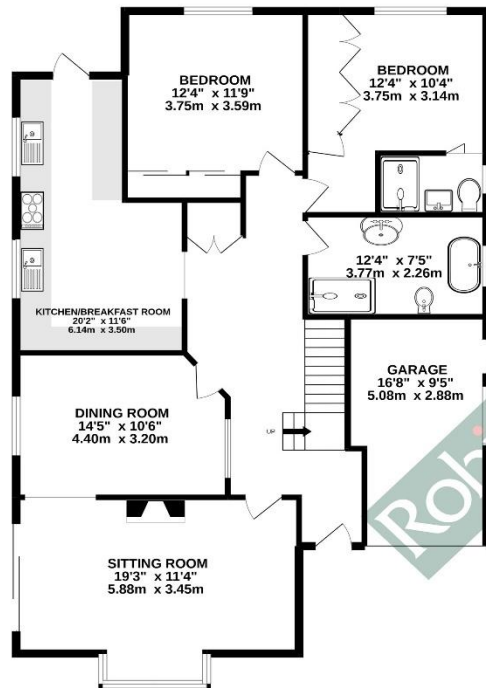 BEDROOM
12'4" x 11'9"
3.75m x 3.59m
BEDROOM
12'4" x 10'4"
3.75m x 3.14m
12'4" x 7'5"
3.77m x 2.26m
KITCHEN/BREAKFAST ROOM
20'2" x 11'6"
6.14m x 3.50m
GARAGE
16'8" x 9'5"
5.08m x 2.88m
DINING ROOM
14'5" x 10'6"
4.40m x 3.20m
UP
SITTING ROOM
19'3" x 11'4"
5.88m x 3.45m